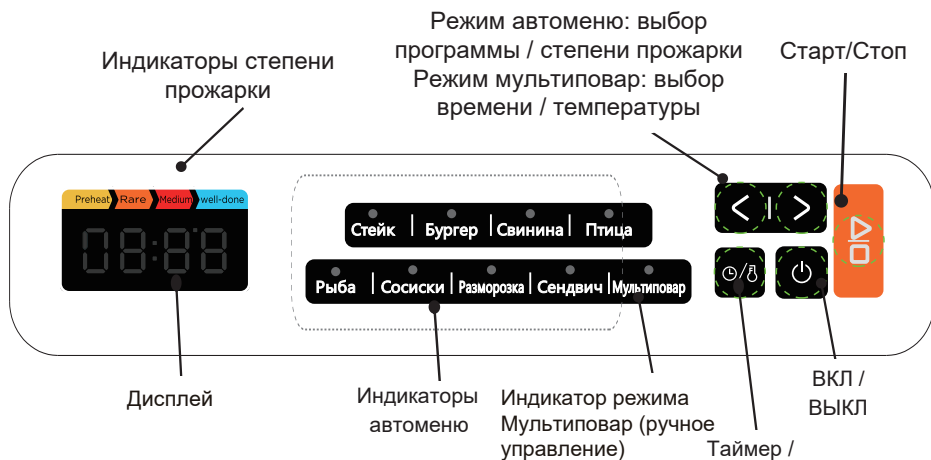 Режим автоменю: выбор
программы / степени прожарки
Режим мультиповар: выбор
времени / температуры
Старт/Стоп
Индикаторы степени
прожарки
Preheat Rare Medium well-done
08:88
Стейк | Бургер | Свинина | Птица
Рыба | Сосиски | Разморозка | Сендвич | Мультиповар
Дисплей
Индикаторы
автоменю
Индикатор режима
Мультиповар (ручное
управление)
Таймер /
ВКЛ /
ВЫКЛ